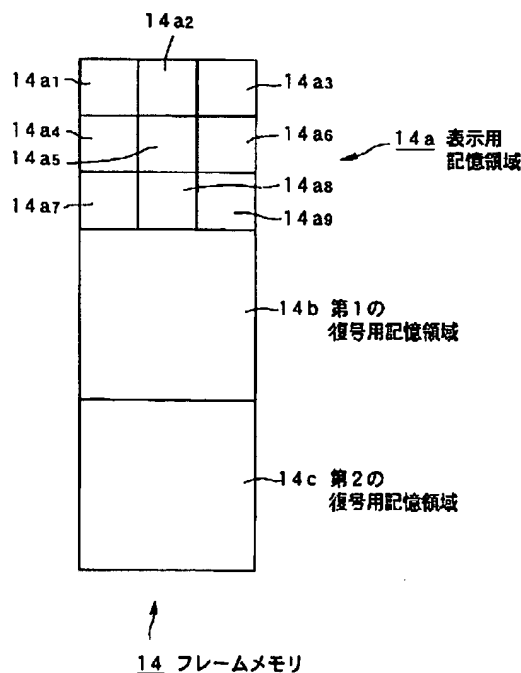 14a2
14a1
14a3
14a4
14a6
14a5
14a 表示用
記憶領域
14a8
14a7
14a9
14b 第1の
復号用記憶領域
14c 第2の
復号用記憶領域
14 フレームメモリ